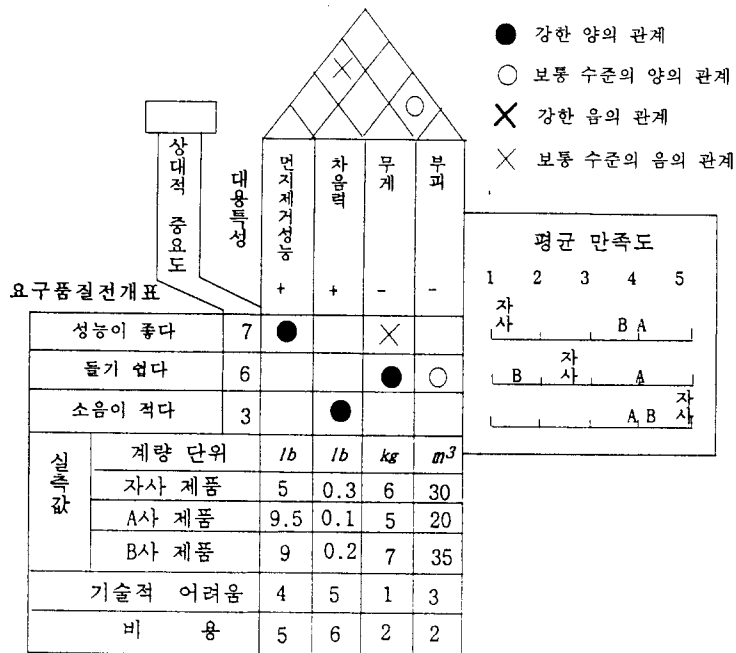 강한 양의 관계
보통 수준의 양의 관계
강한 음의 관계
보통 수준의 음의 관계
상대적 중요도
대용특성
먼지제거성능
차음력
무게
부피
평균 만족도
1 2 3 4 5
요구품질전개표 + + - -
성능이 좋다 7 자사 B A
들기 쉽다 6 B 자사 A
소음이 적다 3 A B 자사
실측값
계량 단위 lb lb kg m³
자사 제품 5 0.3 6 30
A사 제품 9.5 0.1 5 20
B사 제품 9 0.2 7 35
기술적 어려움 4 5 1 3
비 용 5 6 2 2